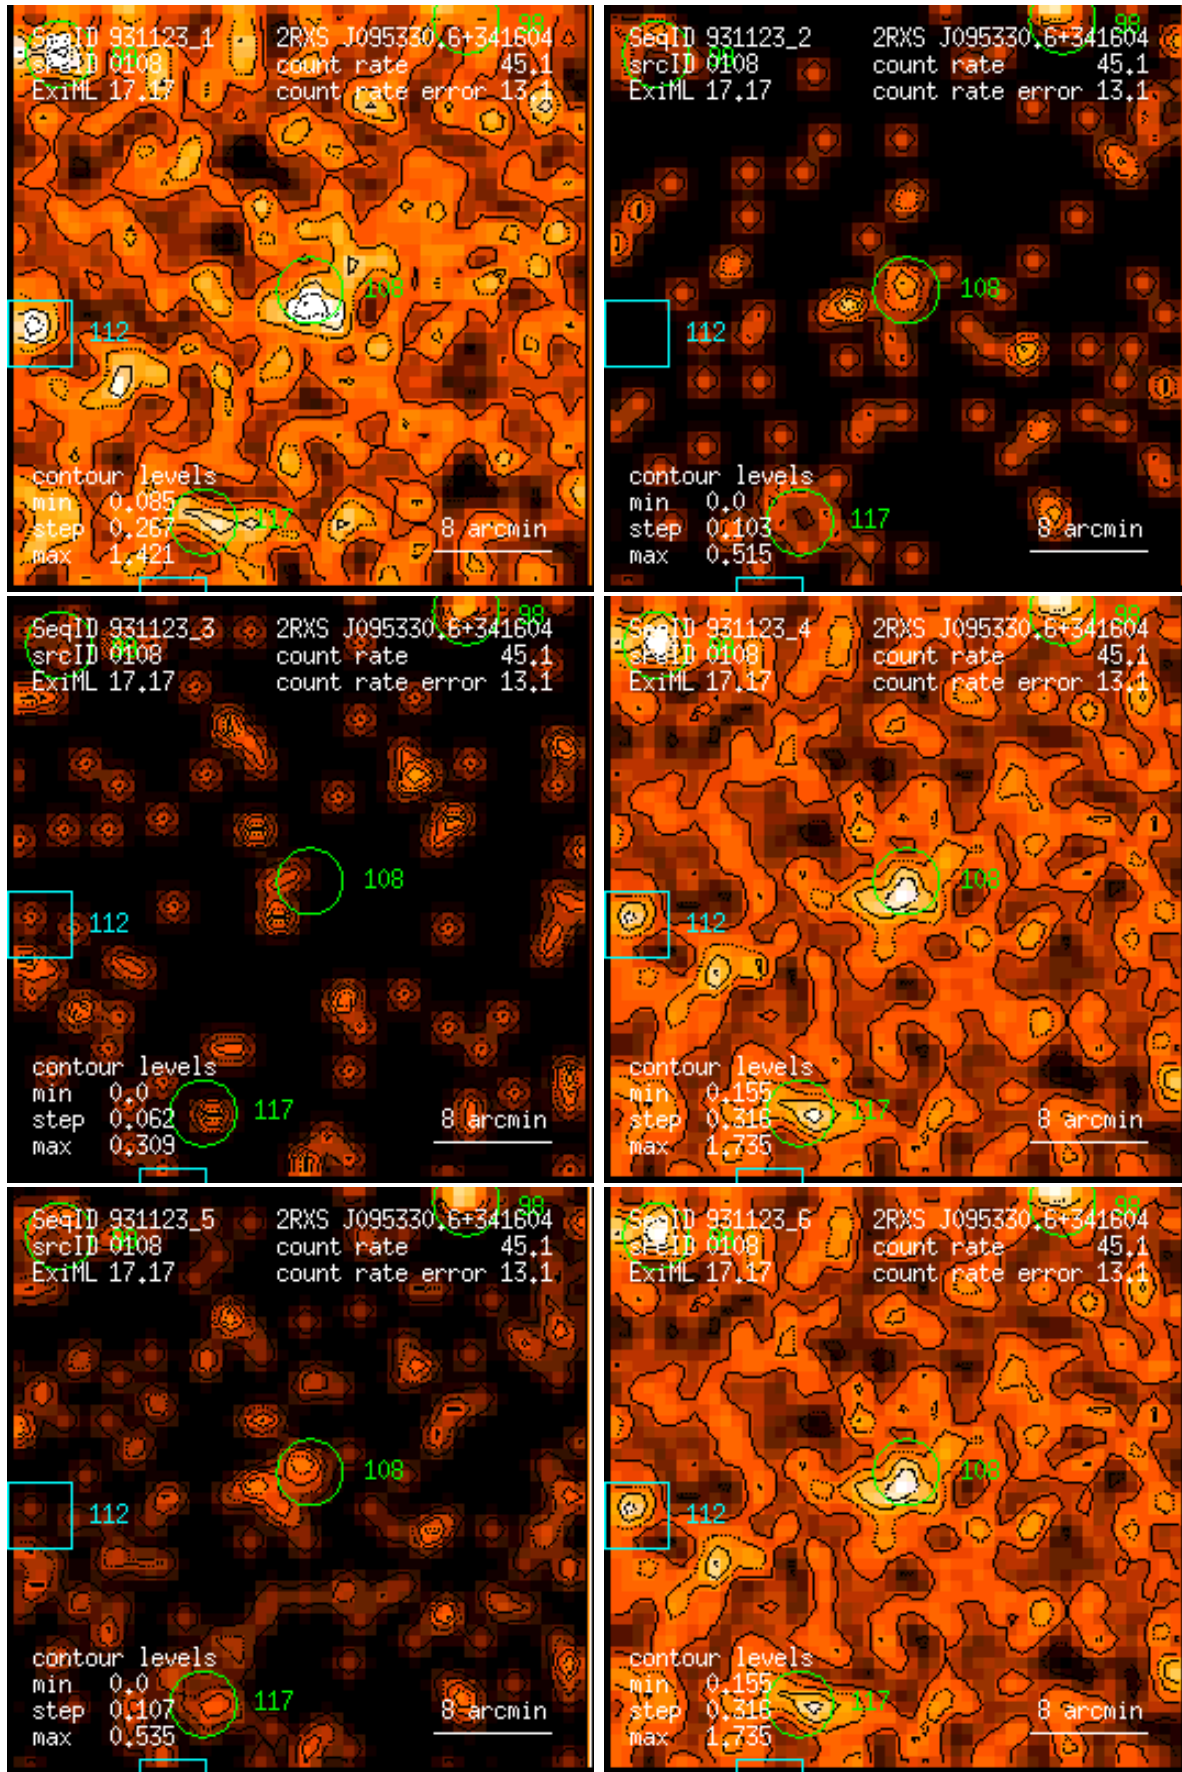 SeqID 931123_1 2RXS J095330.6+341604 98
srcID 0108 count rate 45.1
ExiML 17.17 count rate error 13.1
108
112
contour levels
min 0.085
step 0.267 117 8 arcmin
max 1.421
SeqID 931123_2 2RXS J095330.6+341604 98
srcID 0108 count rate 45.1
ExiML 17.17 count rate error 13.1
108
112
contour levels
min 0.0
step 0.103 117 8 arcmin
max 0.515
SeqID 931123_3 2RXS J095330.6+341604 98
srcID 0108 count rate 45.1
ExiML 17.17 count rate error 13.1
108
112
contour levels
min 0.0
step 0.062 117 8 arcmin
max 0.309
SeqID 931123_4 2RXS J095330.6+341604 98
srcID 0108 count rate 45.1
ExiML 17.17 count rate error 13.1
108
112
contour levels
min 0.155
step 0.316 117 8 arcmin
max 1.735
SeqID 931123_5 2RXS J095330.6+341604 98
srcID 0108 count rate 45.1
ExiML 17.17 count rate error 13.1
108
112
contour levels
min 0.0
step 0.107 117 8 arcmin
max 0.535
SeqID 931123_6 2RXS J095330.6+341604 98
srcID 0108 count rate 45.1
ExiML 17.17 count rate error 13.1
108
112
contour levels
min 0.155
step 0.316 117 8 arcmin
max 1.735